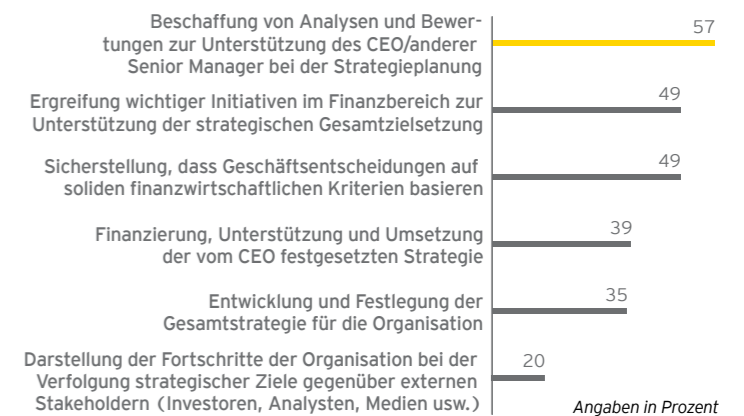 Beschaffung von Analysen und Bewer-
tungen zur Unterstützung des CEO/anderer
Senior Manager bei der Strategieplanung
57
Ergreifung wichtiger Initiativen im Finanzbereich zur
Unterstützung der strategischen Gesamtzielsetzung
49
Sicherstellung, dass Geschäftsentscheidungen auf
soliden finanzwirtschaftlichen Kriterien basieren
49
Finanzierung, Unterstützung und Umsetzung
der vom CEO festgesetzten Strategie
39
Entwicklung und Festlegung der
Gesamtstrategie für die Organisation
35
Darstellung der Fortschritte der Organisation bei der
Verfolgung strategischer Ziele gegenüber externen
Stakeholdern (Investoren, Analysten, Medien usw.)
20
Angaben in Prozent